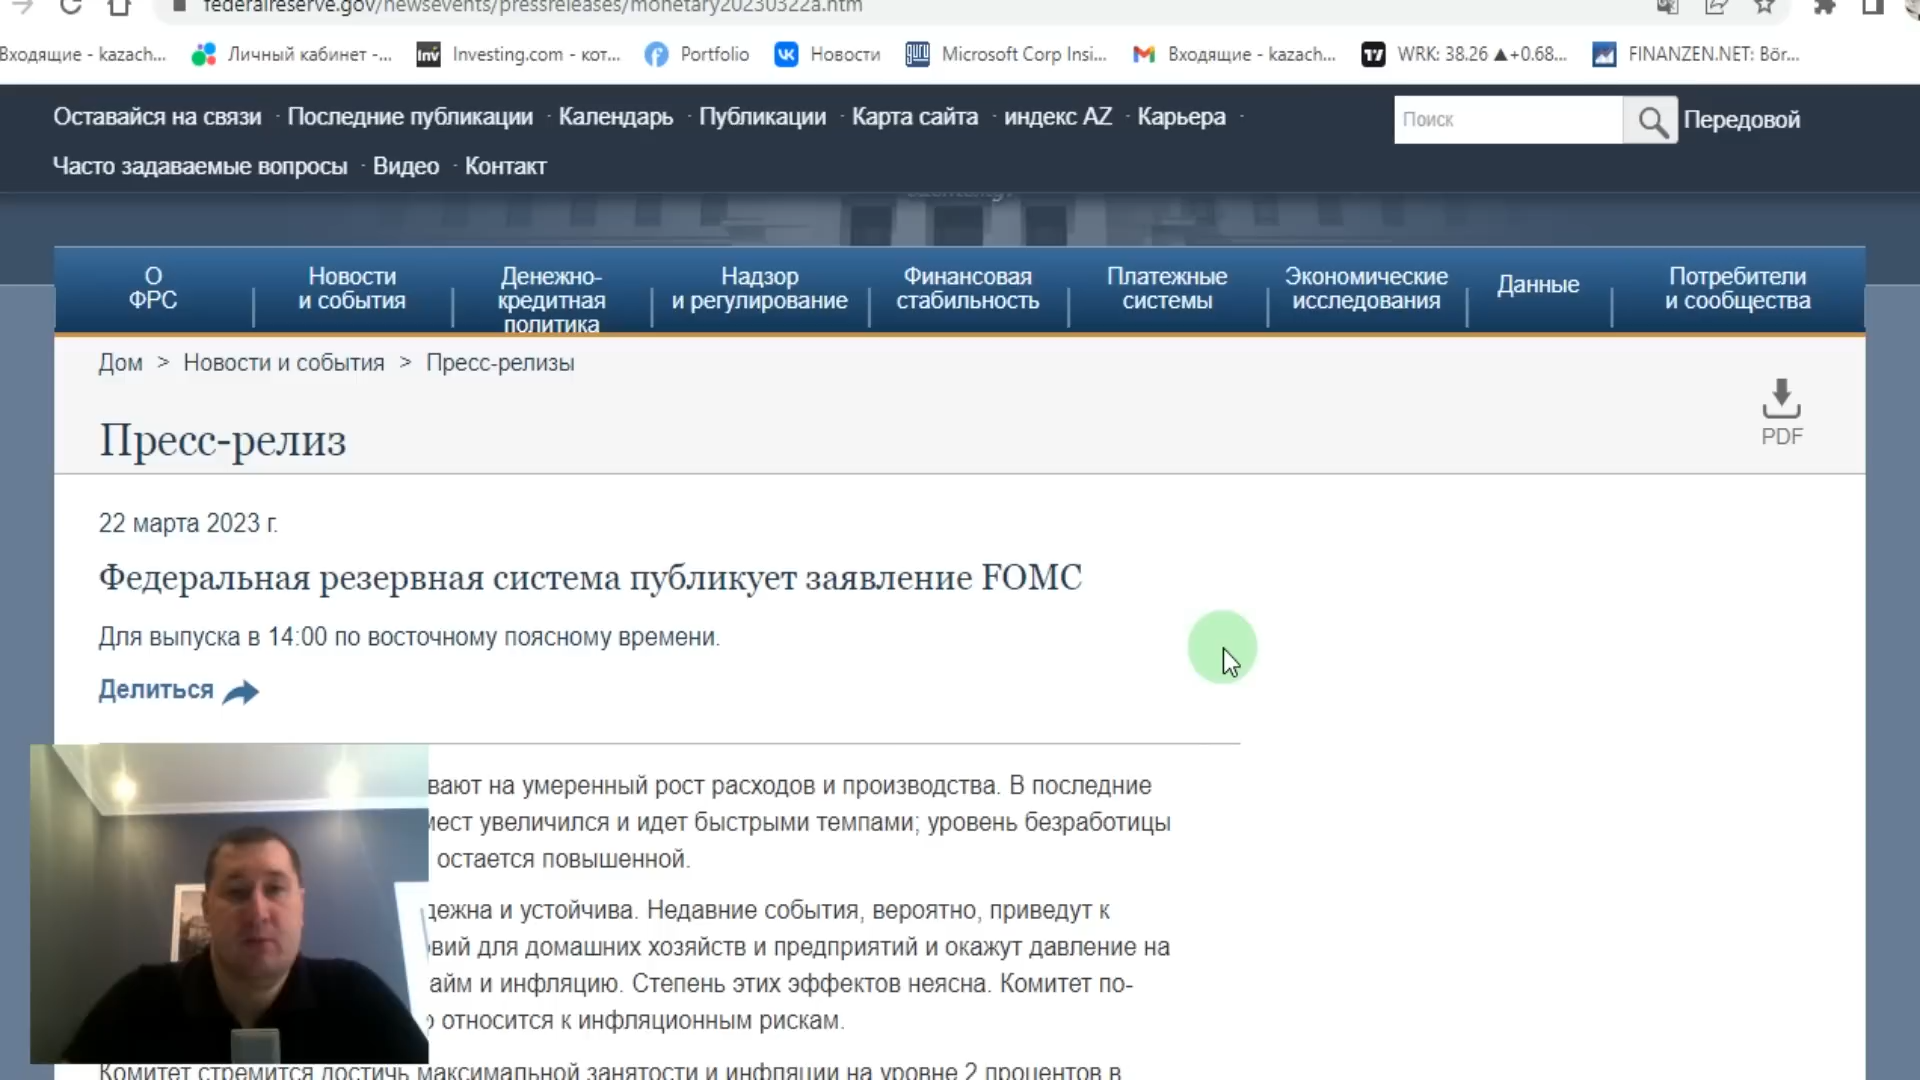 federalreserve.gov/newsevents/pressreleases/monetary20230322a.htm
Входящие - kazach... Личный кабинет -... Investing.com - кот... Portfolio Новости Microsoft Corp Insi... Входящие - kazach... WRK: 38.26 ▲+0.68... FINANZEN.NET: Bör...
Оставайся на связи · Последние публикации · Календарь · Публикации · Карта сайта · индекс AZ · Карьера ·
Поиск
Передовой
Часто задаваемые вопросы · Видео · Контакт
О ФРС
Новости и события
Денежно-кредитная политика
Надзор и регулирование
Финансовая стабильность
Платежные системы
Экономические исследования
Данные
Потребители и сообщества
Дом > Новости и события > Пресс-релизы
PDF
Пресс-релиз
22 марта 2023 г.
Федеральная резервная система публикует заявление FOMC
Для выпуска в 14:00 по восточному поясному времени.
Делиться
вают на умеренный рост расходов и производства. В последние
мест увеличился и идет быстрыми темпами; уровень безработицы
остается повышенной.
дежна и устойчива. Недавние события, вероятно, приведут к
вий для домашних хозяйств и предприятий и окажут давление на
айм и инфляцию. Степень этих эффектов неясна. Комитет по-
относится к инфляционным рискам.
Комитет стремится достичь максимальной занятости и инфляции на уровне 2 процентов в